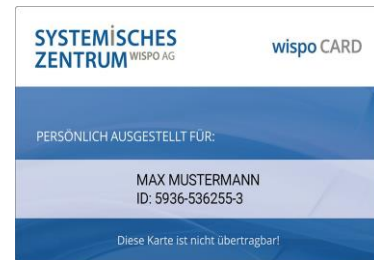 SYSTEMISCHES
ZENTRUM WISPO AG
wispo CARD
PERSÖNLICH AUSGESTELLT FÜR:
MAX MUSTERMANN
ID: 5936-536255-3
Diese Karte ist nicht übertragbar!